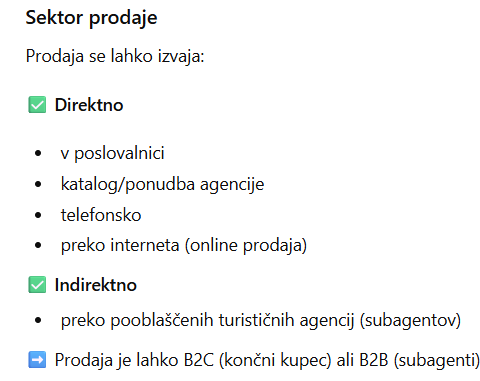 Sektor prodaje
Prodaja se lahko izvaja:
✅ Direktno
• v poslovalnici
• katalog/ponudba agencije
• telefonsko
• preko interneta (online prodaja)
✅ Indirektno
• preko pooblaščenih turističnih agencij (subagentov)
➡️ Prodaja je lahko B2C (končni kupec) ali B2B (subagenti)